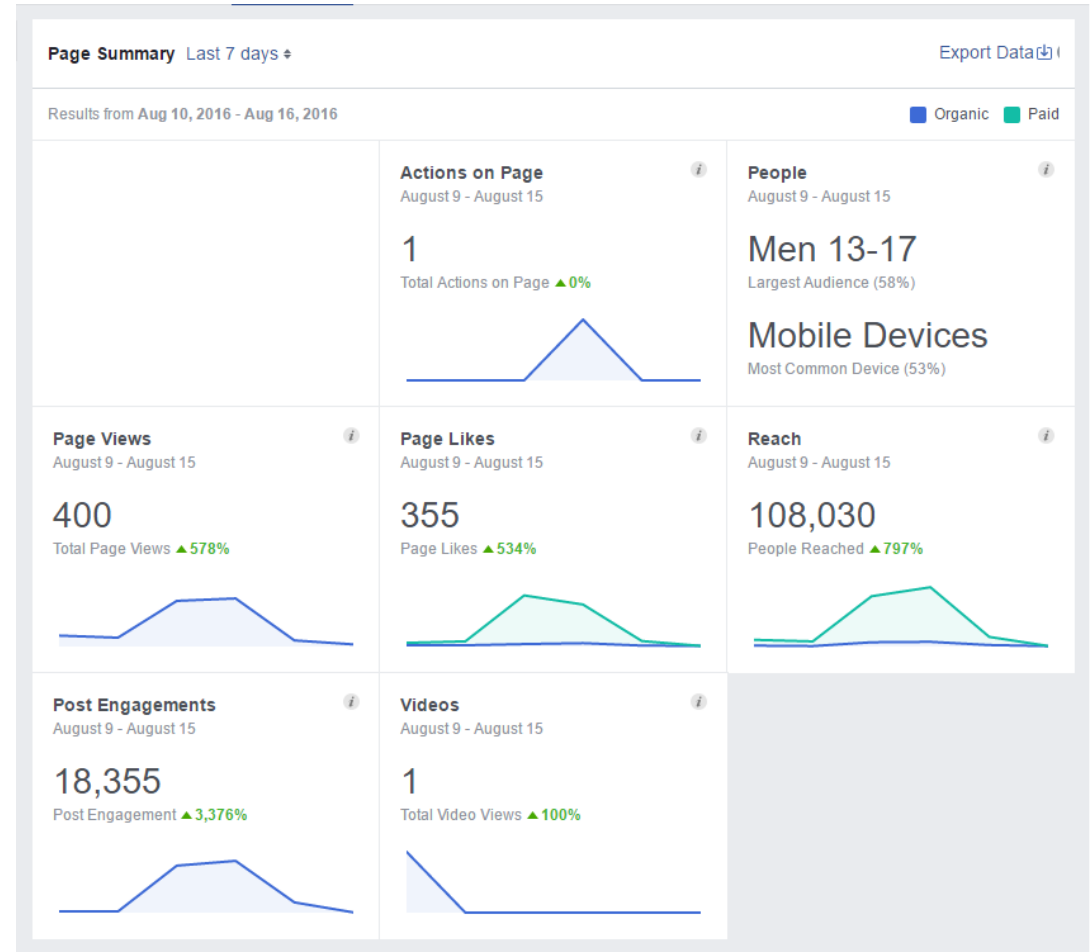 Page Summary Last 7 days
Export Data
Results from Aug 10, 2016 - Aug 16, 2016
Organic Paid
Actions on Page
August 9 - August 15
1
Total Actions on Page ▲0%
People
August 9 - August 15
Men 13-17
Largest Audience (58%)
Mobile Devices
Most Common Device (53%)
Page Views
August 9 - August 15
400
Total Page Views ▲578%
Page Likes
August 9 - August 15
355
Page Likes ▲534%
Reach
August 9 - August 15
108,030
People Reached ▲797%
Post Engagements
August 9 - August 15
18,355
Post Engagement ▲3,376%
Videos
August 9 - August 15
1
Total Video Views ▲100%